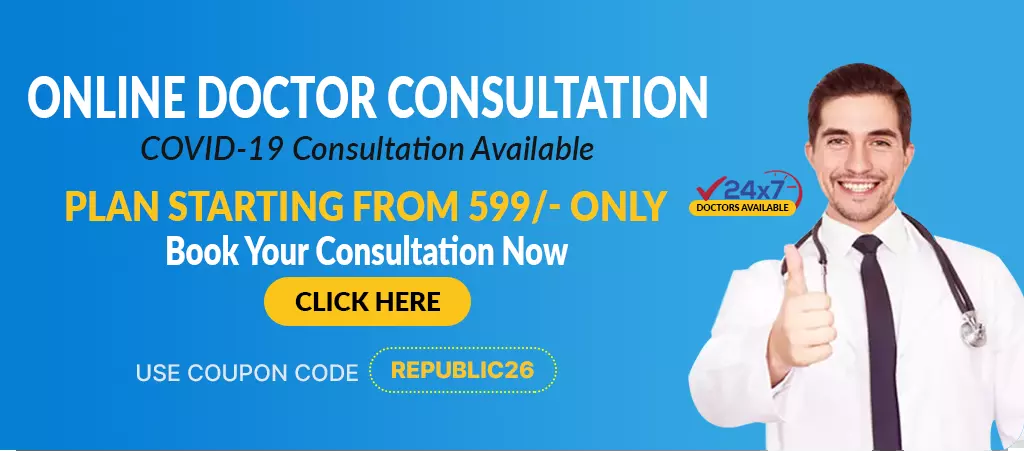 ONLINE DOCTOR CONSULTATION
COVID-19 Consultation Available
PLAN STARTING FROM 599/- ONLY
24x7
DOCTORS AVAILABLE
Book Your Consultation Now
CLICK HERE
USE COUPON CODE REPUBLIC26